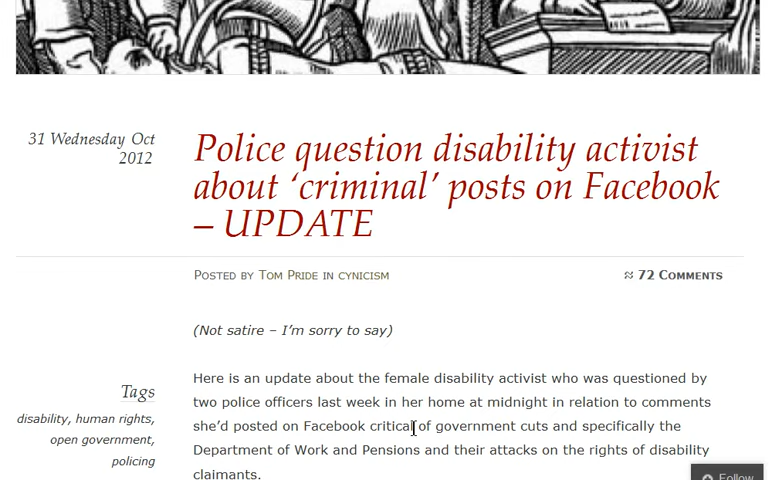 31 Wednesday Oct
2012
Police question disability activist
about ‘criminal’ posts on Facebook
– UPDATE
POSTED BY TOM PRIDE IN CYNICISM
≈ 72 COMMENTS
(Not satire – I’m sorry to say)
Tags
disability, human rights,
open government,
policing
Here is an update about the female disability activist who was questioned by
two police officers last week in her home at midnight in relation to comments
she’d posted on Facebook critical of government cuts and specifically the
Department of Work and Pensions and their attacks on the rights of disability
claimants.
Follow